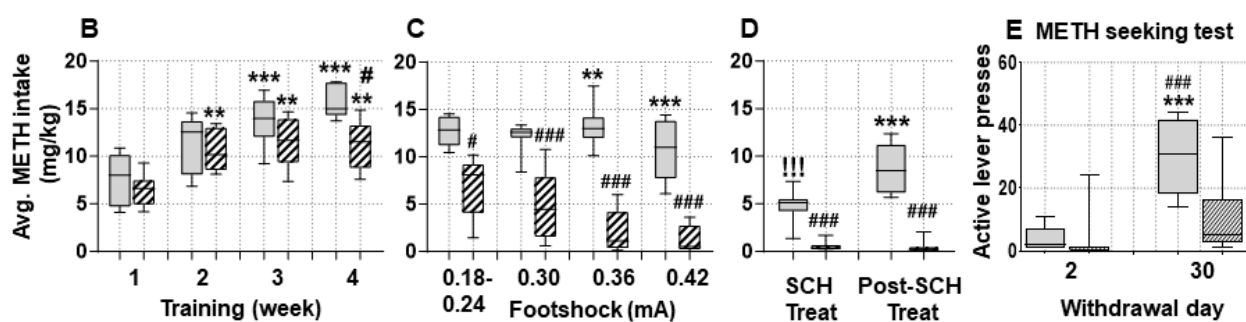 B
Avg. METH intake
(mg/kg)
20
15
10
5
0
***
***
#
**
**
**
1 2 3 4
Training (week)
C
20
15
10
5
0
**
***
#
###
###
###
0.18-
0.24
0.30 0.36 0.42
Footshock (mA)
D
20
15
10
5
0
***
!!!
###
###
SCH
Treat
Post-SCH
Treat
E METH seeking test
Active lever presses
60
40
20
0
###
***
2 30
Withdrawal day